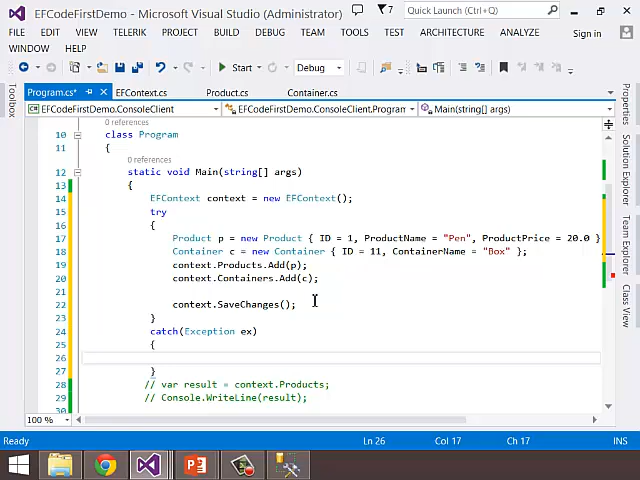 EFCodeFirstDemo - Microsoft Visual Studio (Administrator)
7
Quick Launch (Ctrl+Q)
FILE EDIT VIEW TELERIK PROJECT BUILD DEBUG TEAM TOOLS TEST ARCHITECTURE ANALYZE Sign in
WINDOW HELP
Start Debug
Program.cs* EFContext.cs Product.cs Container.cs
EFCodeFirstDemo.ConsoleClient EFCodeFirstDemo.ConsoleClient.Program Main(string[] args)
Toolbox
0 references
10 class Program
11 {
0 references
12 static void Main(string[] args)
13 {
14 EFContext context = new EFContext();
15 try
16 {
17 Product p = new Product { ID = 1, ProductName = "Pen", ProductPrice = 20.0 }
18 Container c = new Container { ID = 11, ContainerName = "Box" };
19 context.Products.Add(p);
20 context.Containers.Add(c);
21
22 context.SaveChanges();
23 }
24 catch(Exception ex)
25 {
26
27 }
28 // var result = context.Products;
29 // Console.WriteLine(result);
30
Properties
Solution Explorer
Team Explorer
Class View
100 %
Ready Ln 26 Col 17 Ch 17 INS